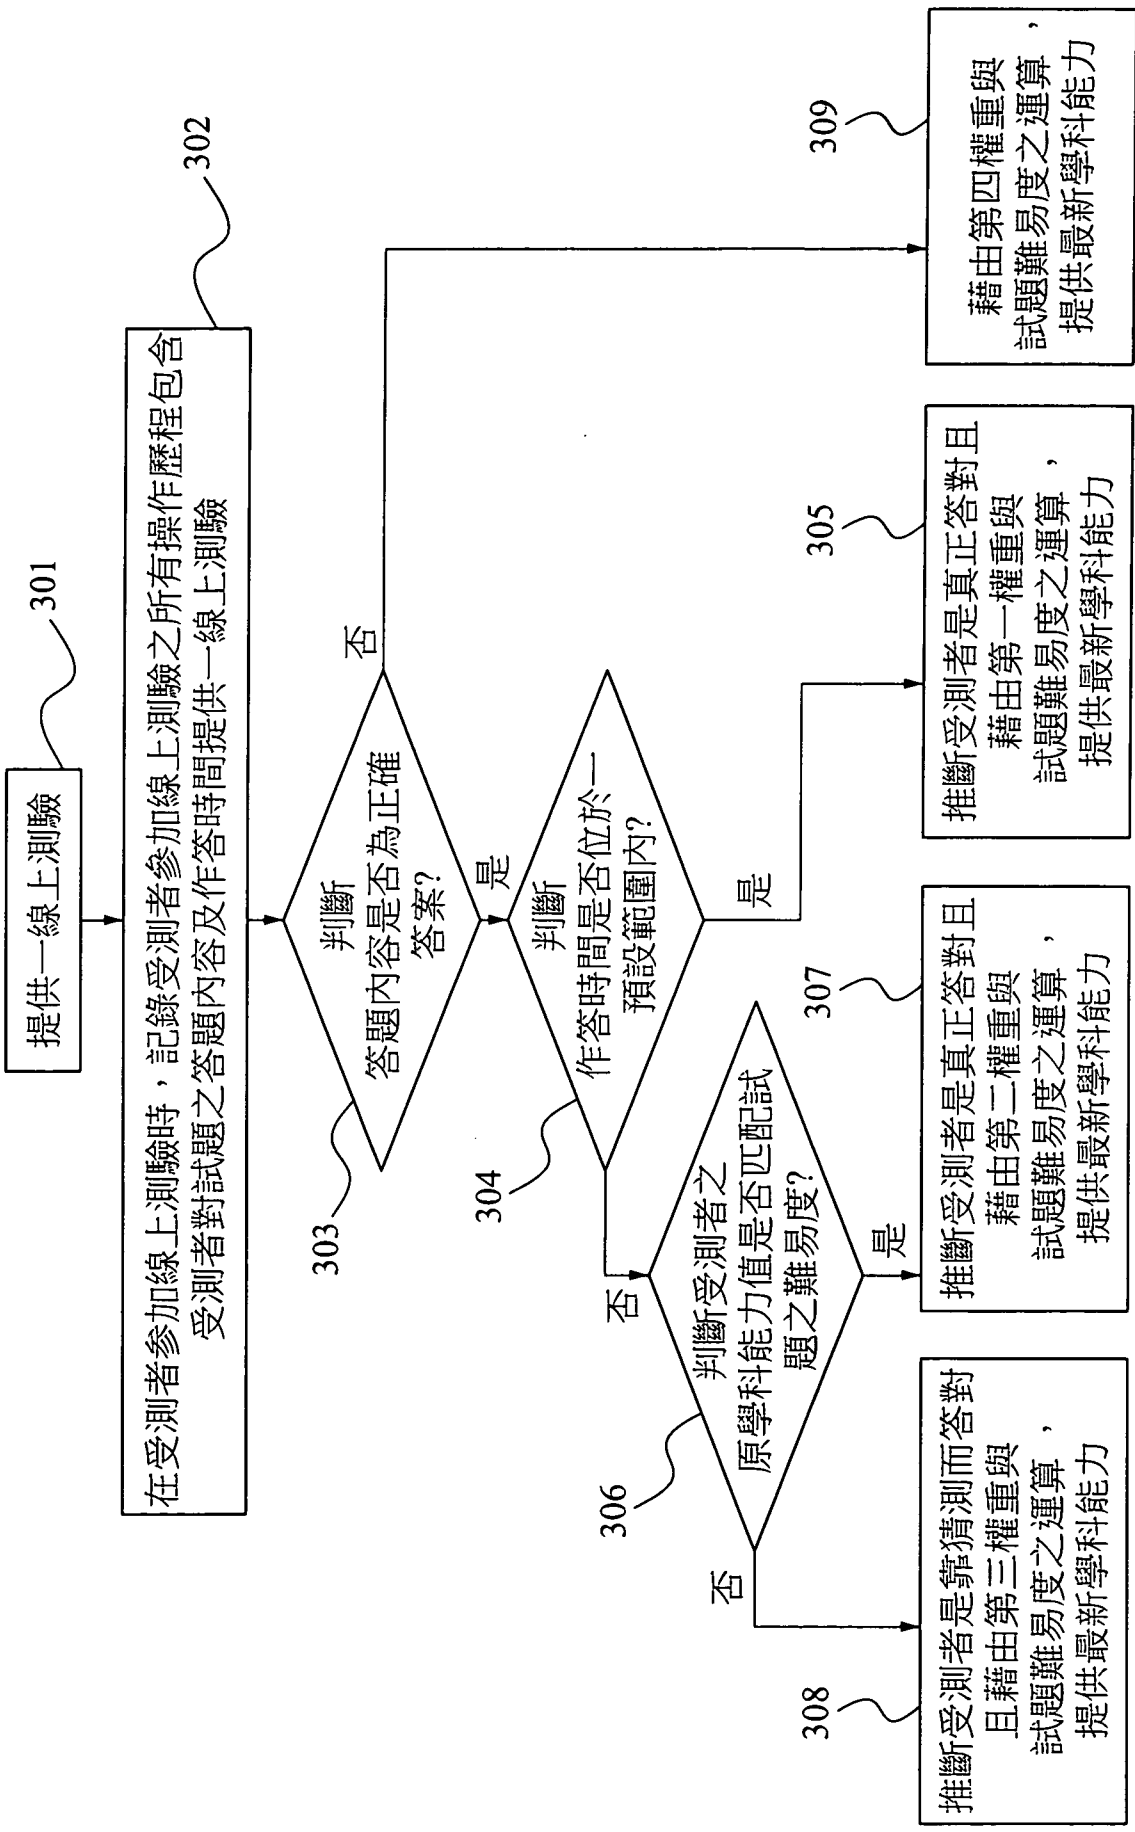 提供一線上測驗
301
在受測者參加線上測驗時，記錄受測者參加線上測驗之所有操作歷程包含
受測者對試題之答題內容及作答時間提供一線上測驗
302
判斷
答題內容是否為正確
答案?
303
否
是
判斷
作答時間是否位於一
預設範圍內?
304
否
是
判斷受測者之
原學科能力值是否匹配試
題之難易度?
306
否
是
推斷受測者是靠猜測而答對
且藉由第三權重與
試題難易度之運算，
提供最新學科能力
308
推斷受測者是真正答對且
藉由第二權重與
試題難易度之運算，
提供最新學科能力
307
推斷受測者是真正答對且
藉由第一權重與
試題難易度之運算，
提供最新學科能力
305
藉由第四權重與
試題難易度之運算，
提供最新學科能力
309